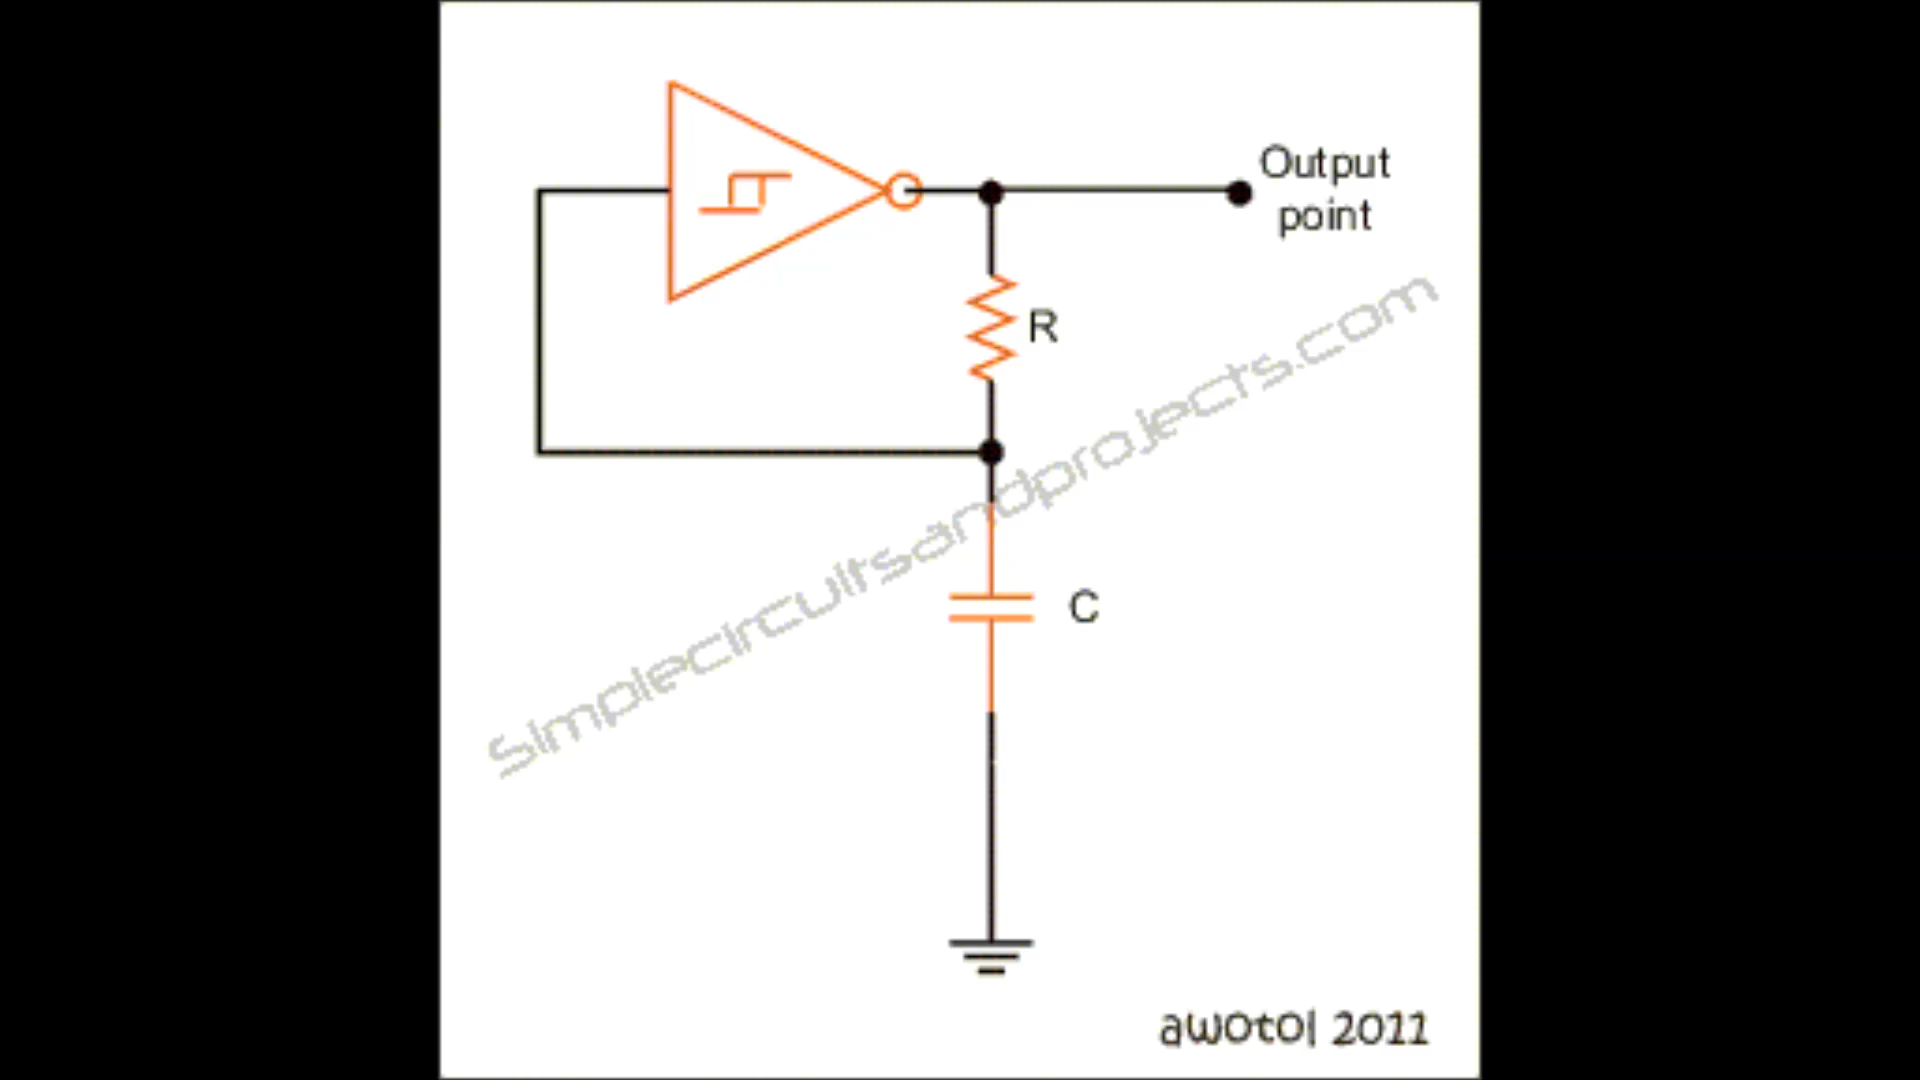 Output
point
R
simplecircuitsandprojects.com
C
awotol 2011